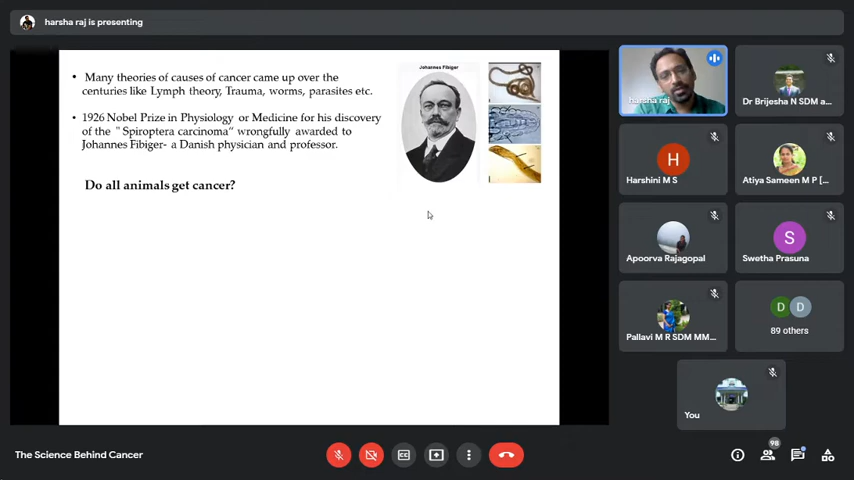 harsha raj is presenting
• Many theories of causes of cancer came up over the
centuries like Lymph theory, Trauma, worms, parasites etc.
• 1926 Nobel Prize in Physiology or Medicine for his discovery
of the " Spiroptera carcinoma" wrongfully awarded to
Johannes Fibiger- a Danish physician and professor.
Do all animals get cancer?
Johannes Fibiger
harsha raj
Dr Brijesha N SDM a...
H
Harshini M S
Atiya Sameen M P [...
Apoorva Rajagopal
S
Swetha Prasuna
Pallavi M R SDM MM...
D D
89 others
You
The Science Behind Cancer
98